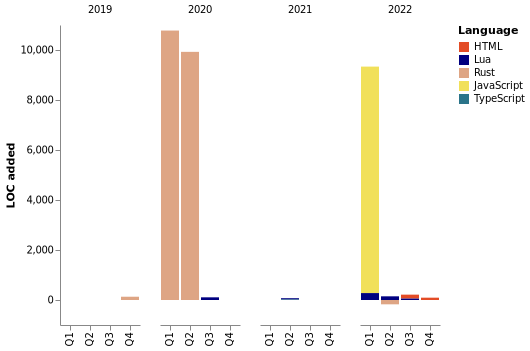 2019 2020 2021 2022
Language
HTML
Lua
Rust
JavaScript
TypeScript
LOC added
10,000
8,000
6,000
4,000
2,000
0
Q1 Q2 Q3 Q4 Q1 Q2 Q3 Q4 Q1 Q2 Q3 Q4 Q1 Q2 Q3 Q4